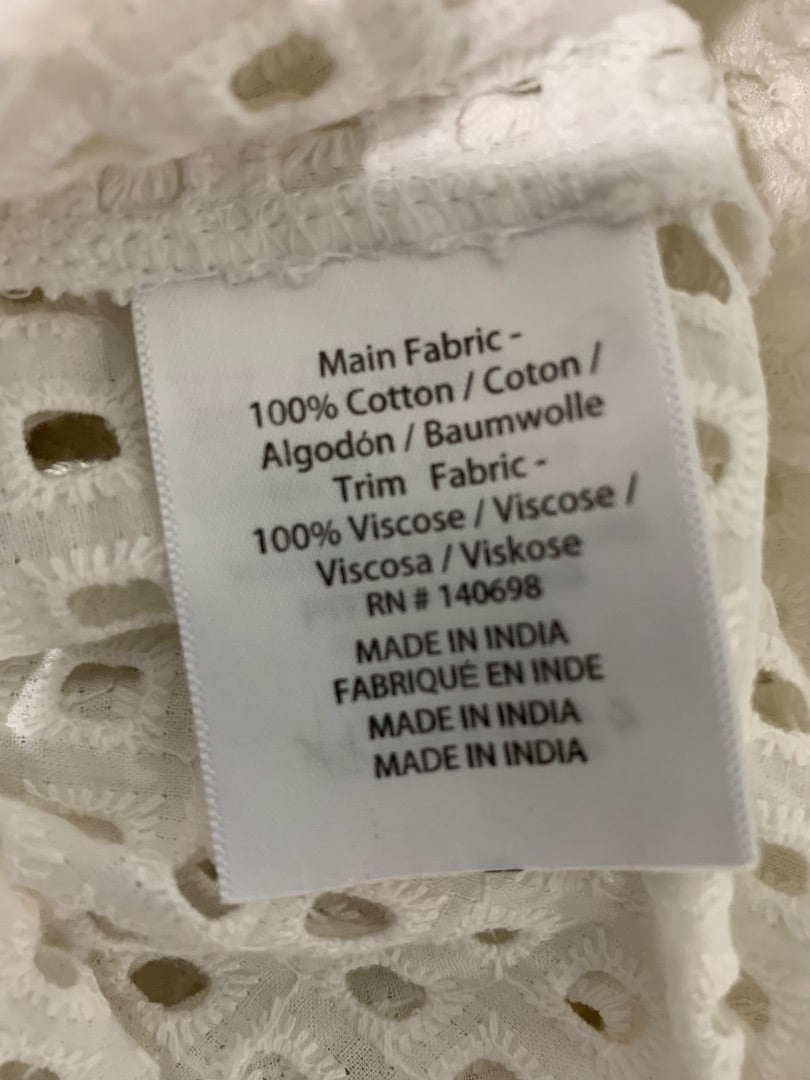 Main Fabric -
100% Cotton / Coton /
Algodón / Baumwolle
Trim Fabric -
100% Viscose / Viscose /
Viscosa / Viskose
RN # 140698
MADE IN INDIA
FABRIQUÉ EN INDE
MADE IN INDIA
MADE IN INDIA